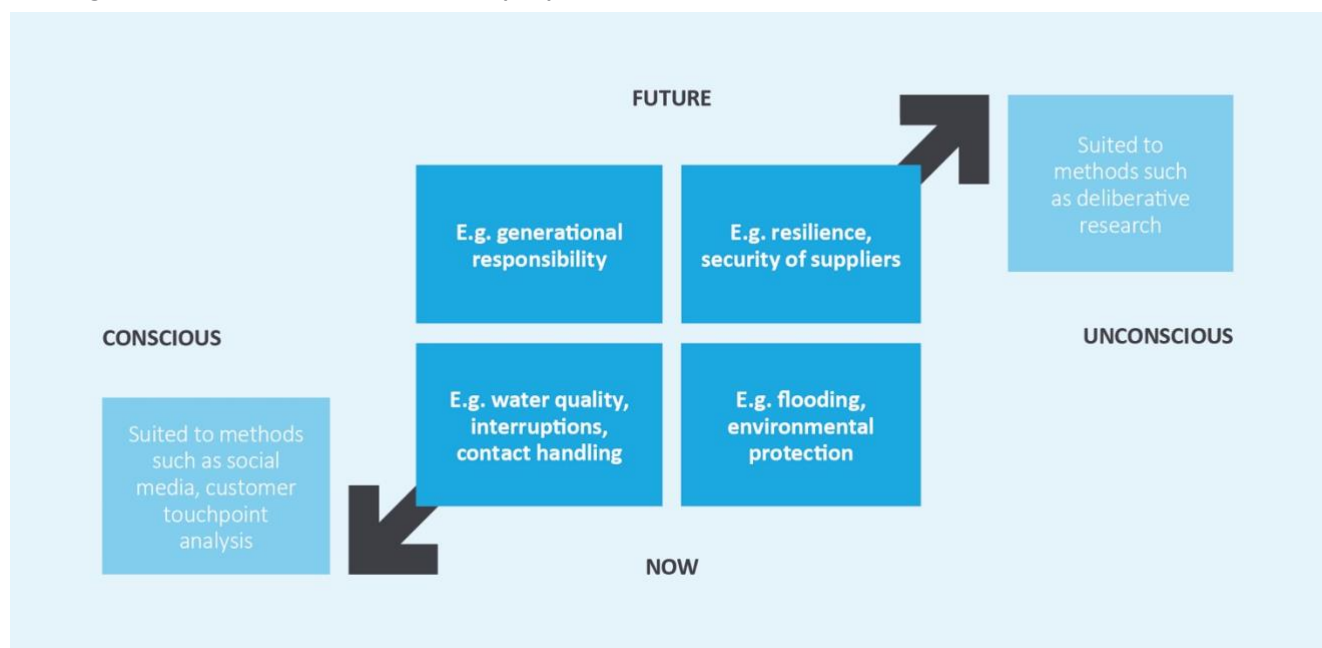 FUTURE
Suited to
methods such
as deliberative
research
E.g. generational
responsibility
E.g. resilience,
security of suppliers
CONSCIOUS
UNCONSCIOUS
E.g. water quality,
interruptions,
contact handling
E.g. flooding,
environmental
protection
Suited to methods
such as social
media, customer
touchpoint
analysis
NOW